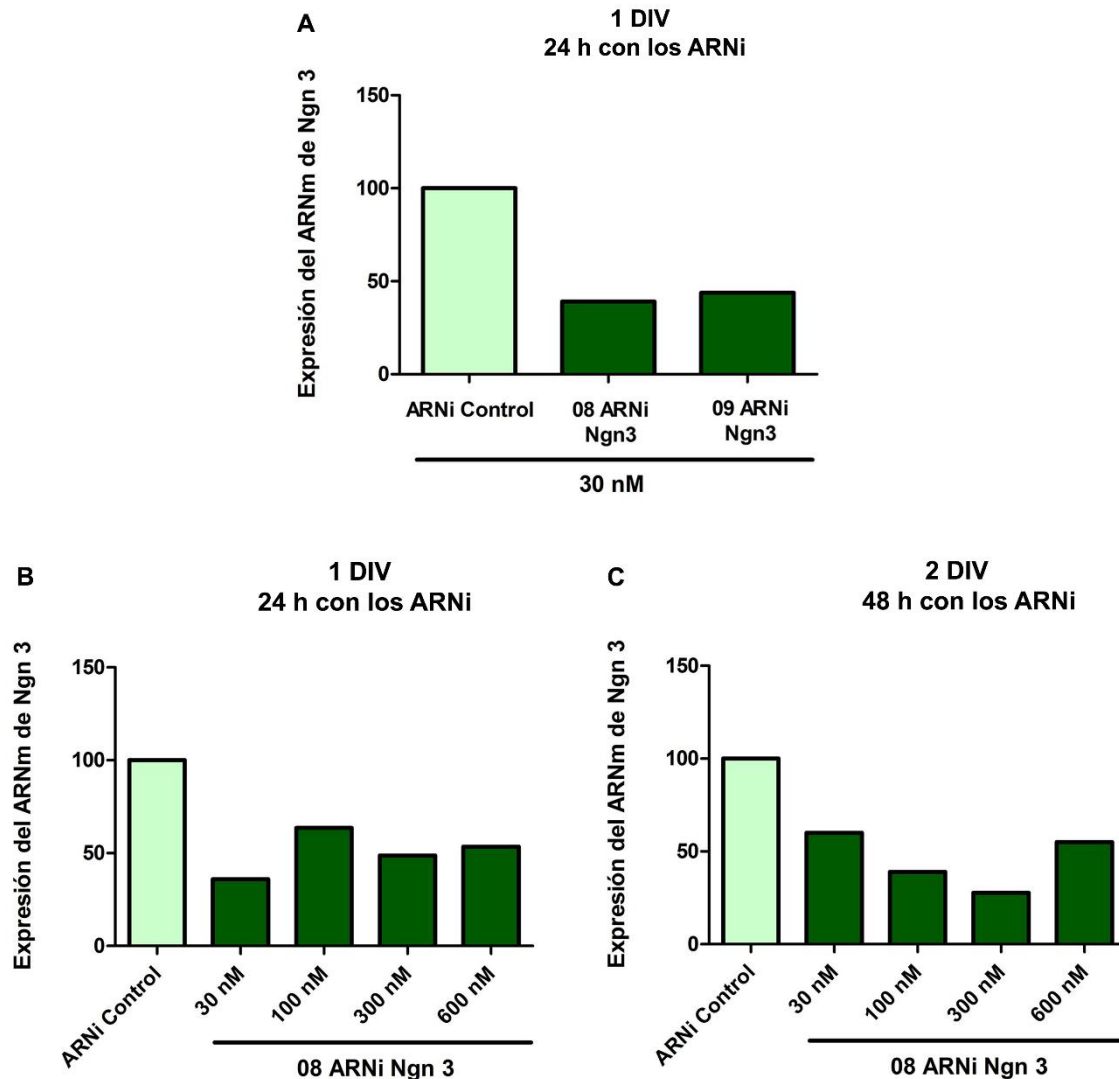 A
1 DIV
24 h con los ARNi
Expresión del ARNm de Ngn 3
150
100
50
0
ARNi Control
08 ARNi
Ngn3
09 ARNi
Ngn3
30 nM
B
1 DIV
24 h con los ARNi
Expresión del ARNm de Ngn 3
150
100
50
0
ARNi Control
30 nM
100 nM
300 nM
600 nM
08 ARNi Ngn 3
C
2 DIV
48 h con los ARNi
Expresión del ARNm de Ngn 3
150
100
50
0
ARNi Control
30 nM
100 nM
300 nM
600 nM
08 ARNi Ngn 3